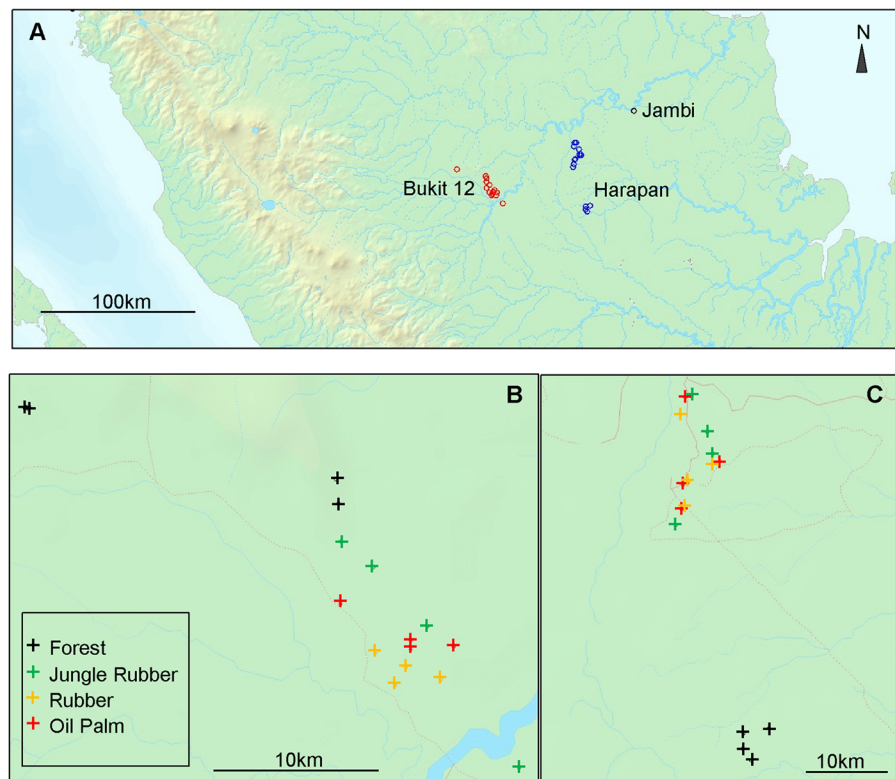 A
N
Jambi
Bukit 12
Harapan
100km
B
C
Forest
Jungle Rubber
Rubber
Oil Palm
10km
10km